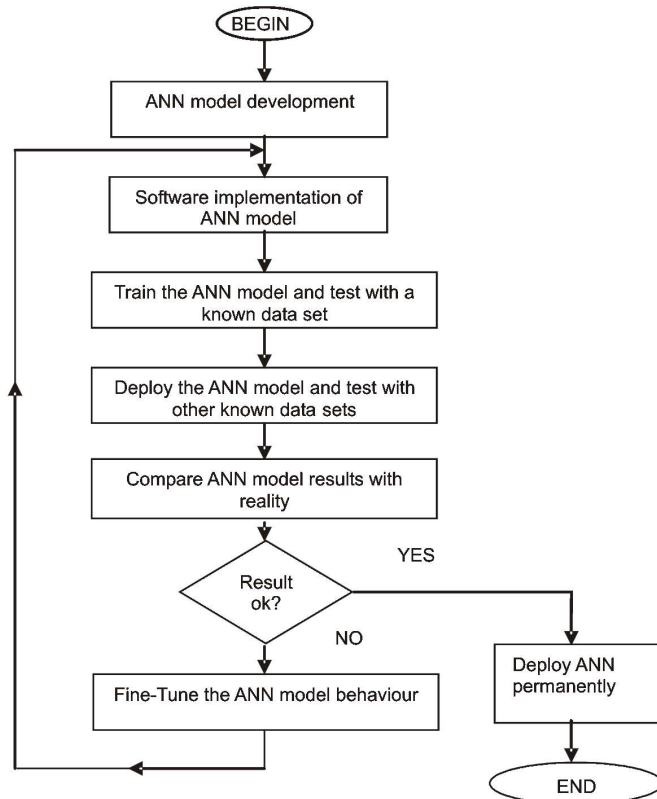 BEGIN
ANN model development
Software implementation of
ANN model
Train the ANN model and test with a
known data set
Deploy the ANN model and test with
other known data sets
Compare ANN model results with
reality
Result
ok?
YES
NO
Fine-Tune the ANN model behaviour
Deploy ANN
permanently
END